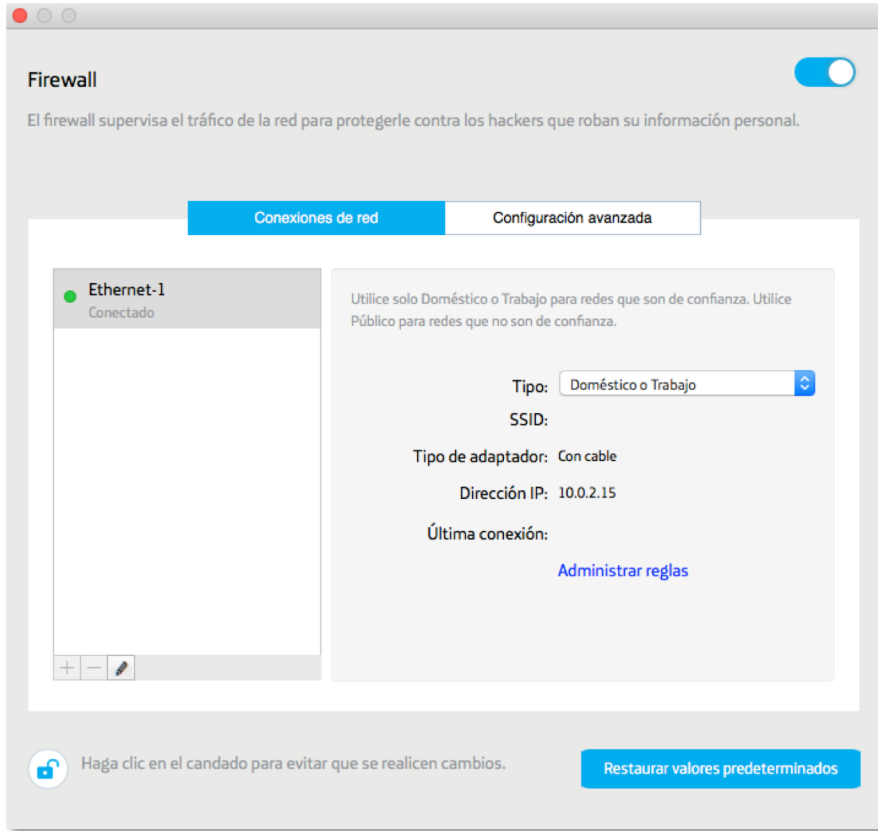 Firewall
El firewall supervisa el tráfico de la red para protegerle contra los hackers que roban su información personal.
Conexiones de red
Configuración avanzada
Ethernet-1
Conectado
Utilice solo Doméstico o Trabajo para redes que son de confianza. Utilice
Público para redes que no son de confianza.
Tipo: Doméstico o Trabajo
SSID:
Tipo de adaptador: Con cable
Dirección IP: 10.0.2.15
Última conexión:
Administrar reglas
Haga clic en el candado para evitar que se realicen cambios.
Restaurar valores predeterminados